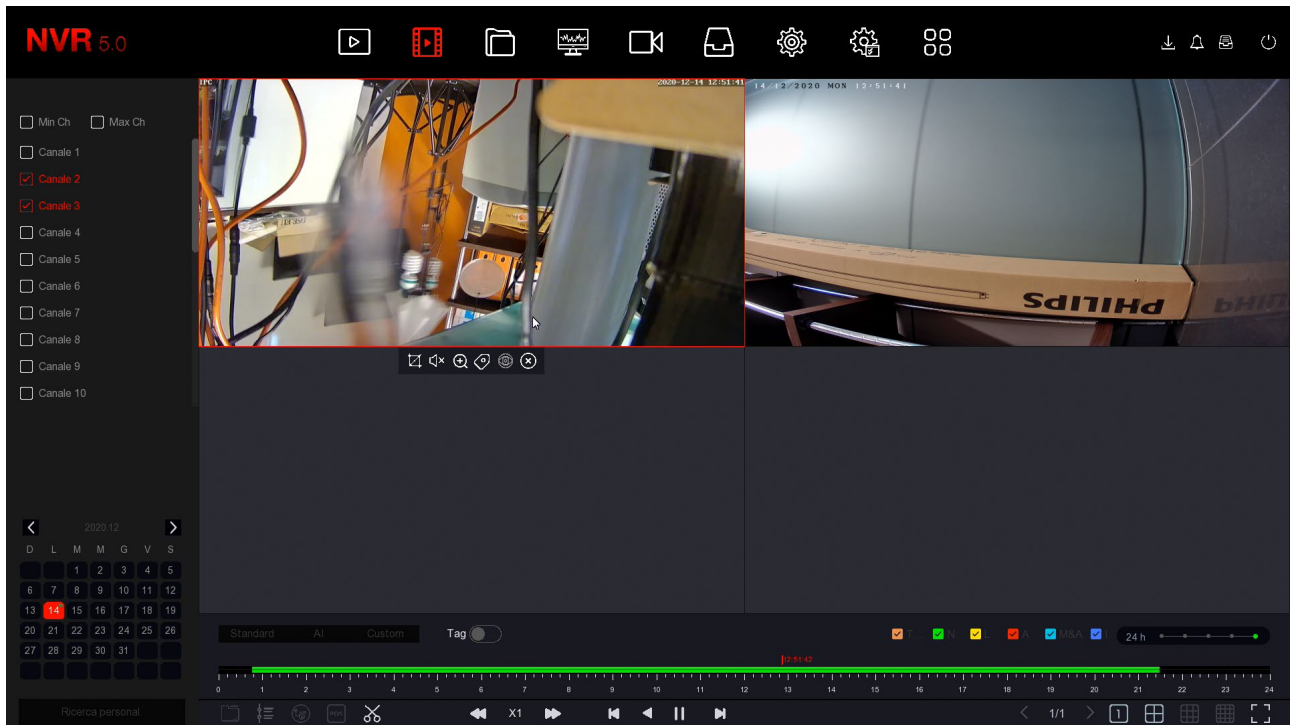 NVR 5.0
Min Ch Max Ch
Canale 1
Canale 2
Canale 3
Canale 4
Canale 5
Canale 6
Canale 7
Canale 8
Canale 9
Canale 10
IPC
2020-12-14 12:51:41
14/12/2020 MON 12:51:41
PHILIPS
2020.12
D L M M G V S
1 2 3 4 5
6 7 8 9 10 11 12
13 14 15 16 17 18 19
20 21 22 23 24 25 26
27 28 29 30 31
Ricerca personal
Standard AI Custom Tag
T... N L... A M&A I
24 h
12:51:42
0 1 2 3 4 5 6 7 8 9 10 11 12 13 14 15 16 17 18 19 20 21 22 23 24
POS
X1
1/1
1